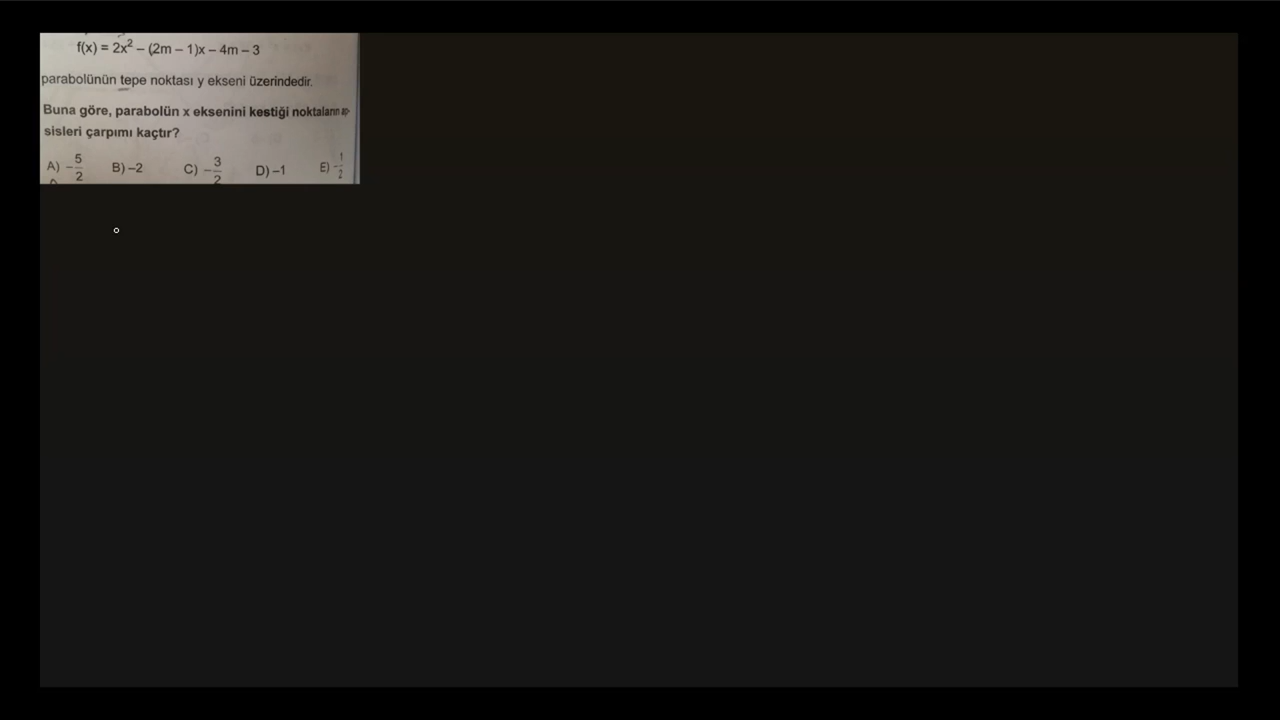 f(x) = 2x² – (2m – 1)x – 4m – 3
parabolünün tepe noktası y ekseni üzerindedir.
Buna göre, parabolün x eksenini kestiği noktaların ap-
sisleri çarpımı kaçtır?
A) –5/2 B) –2 C) –3/2 D) –1 E) –1/2